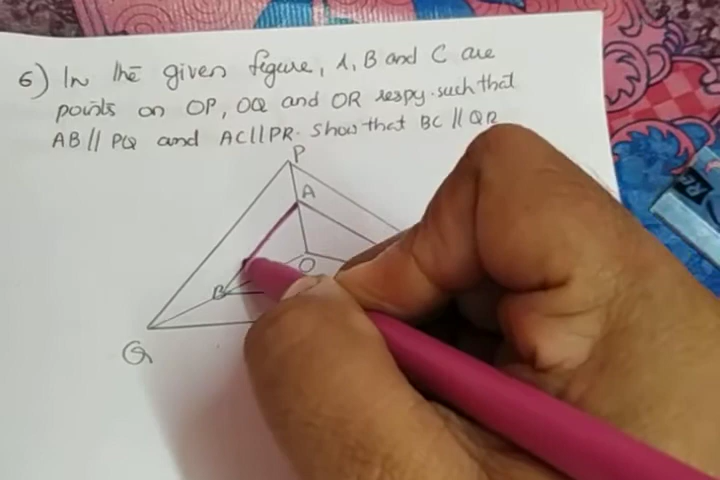 6) In the given figure, A, B and C are
points on OP, OQ and OR respy. such that
AB // PQ and AC // PR. Show that BC // QR
P
A
O
B
Q